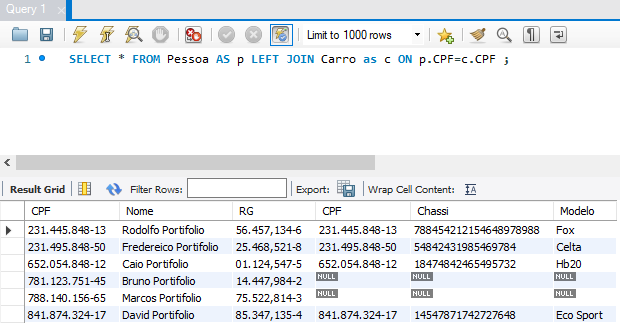 Query 1
Limit to 1000 rows
1 SELECT * FROM Pessoa AS p LEFT JOIN Carro as c ON p.CPF=c.CPF ;
Result Grid Filter Rows: Export: Wrap Cell Content: IA
CPF Nome RG CPF Chassi Modelo
231.445.848-13 Rodolfo Portifolio 56.457,134-6 231.445.848-13 788454212154648978988 Fox
231.495.848-50 Fredereico Portifolio 25.468,521-8 231.495.848-50 54842431985469784 Celta
652.054.848-12 Caio Portifolio 01.124,547-5 652.054.848-12 18474842465495732 Hb20
781.123.751-45 Bruno Portifolio 14.447,984-2 NULL NULL NULL
788.140.156-65 Marcos Portifolio 75.522,814-3 NULL NULL NULL
841.874.324-17 David Portifolio 85.347,135-4 841.874.324-17 14547871742727648 Eco Sport